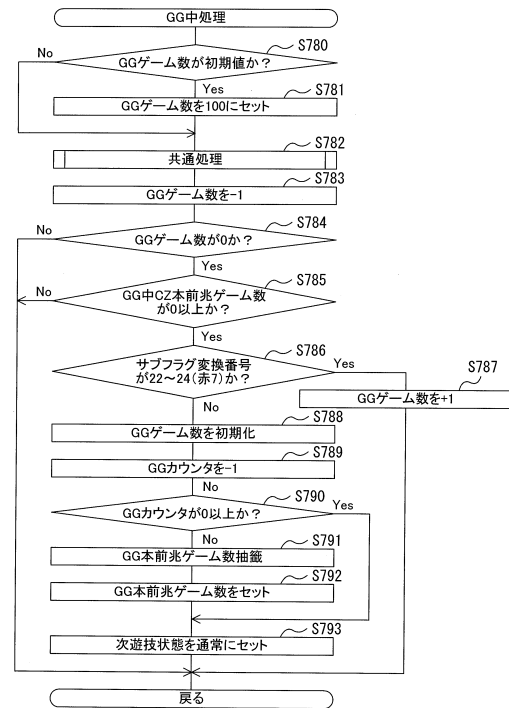 GG中処理
S780
No
GGゲーム数が初期値か？
Yes
S781
GGゲーム数を100にセット
S782
共通処理
S783
GGゲーム数を-1
S784
No
GGゲーム数が0か？
Yes
S785
No
GG中CZ本前兆ゲーム数
が0以上か？
Yes
S786
サブフラグ変換番号
が22～24(赤7)か？
Yes
S787
GGゲーム数を+1
No
S788
GGゲーム数を初期化
S789
GGカウンタを-1
No
S790
GGカウンタが0以上か？
Yes
No
S791
GG本前兆ゲーム数抽籤
S792
GG本前兆ゲーム数をセット
S793
次遊技状態を通常にセット
戻る